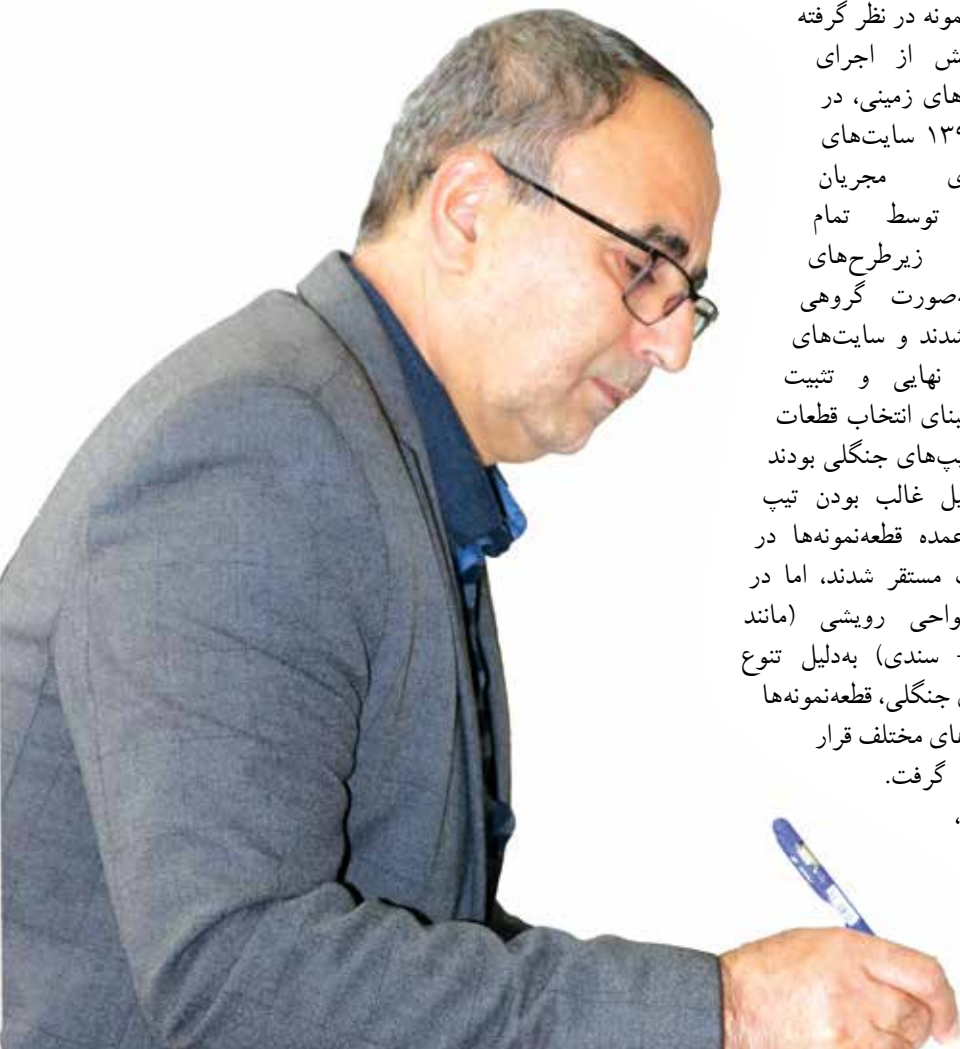 مونه در نظر گرفته
ش از اجرای
های زمینی، در
۱۳۹ سایت‌های
ی مجریان
توسط تمام
زیرطرح‌های
ه‌صورت گروهی
شدند و سایت‌های
نهایی و تثبیت
بنای انتخاب قطعات
یپ‌های جنگلی بودند
یل غالب بودن تیپ
عمده قطعه‌نمونه‌ها در
مستقر شدند، اما در
واحی رویشی (مانند
- سندی) به‌دلیل تنوع
جنگلی، قطعه‌نمونه‌ها
های مختلف قرار
گرفت.
،